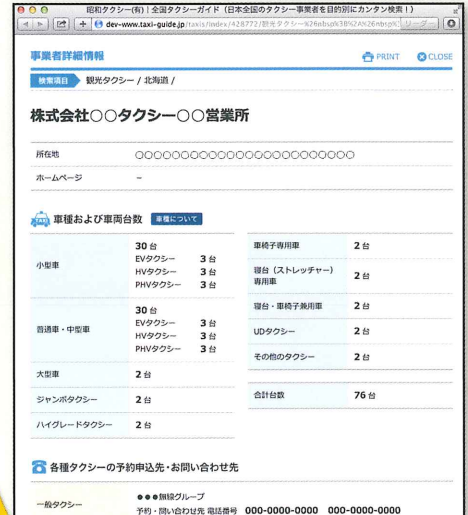 昭和タクシー(有)|全国タクシーガイド(日本全国のタクシー事業者を目的別にカンタン検索!)
dev-www.taxi-guide.jp/taxis/index/428772/観光タクシー%26nbsp%3B%2A%26nbsp%
リーダー
事業者詳細情報
PRINT
CLOSE
検索項目 観光タクシー / 北海道 /
株式会社○○タクシー○○営業所
所在地 ○○○○○○○○○○○○○○○○○○○○○○○○
ホームページ −
TAXI 車種および車両台数 車種について
小型車
30 台
EVタクシー 3 台
HVタクシー 3 台
PHVタクシー 3 台
普通車・中型車
30 台
EVタクシー 3 台
HVタクシー 3 台
PHVタクシー 3 台
大型車 2 台
ジャンボタクシー 2 台
ハイグレードタクシー 2 台
車椅子専用車 2 台
寝台(ストレッチャー)
専用車 2 台
寝台・車椅子兼用車 2 台
UDタクシー 2 台
その他のタクシー 2 台
合計台数 76 台
各種タクシーの予約申込先・お問い合わせ先
一般タクシー
●●●無線グループ
予約・問い合わせ先 電話番号 000-0000-0000 000-0000-0000